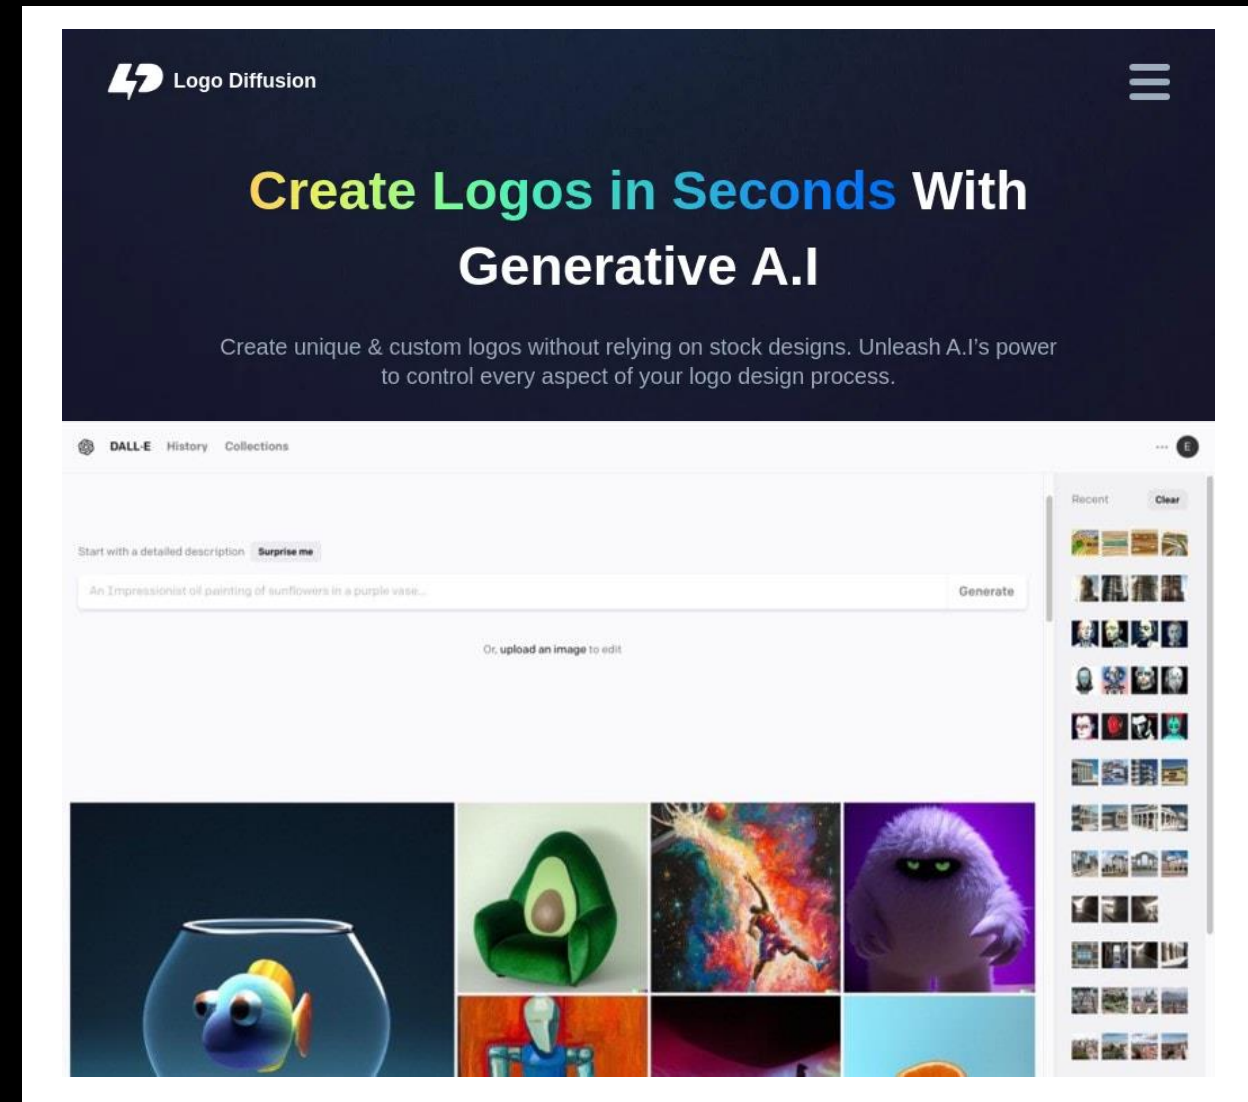 Logo Diffusion
Create Logos in Seconds With
Generative A.I
Create unique & custom logos without relying on stock designs. Unleash A.I's power
to control every aspect of your logo design process.
DALL·E History Collections
··· E
Recent Clear
Start with a detailed description Surprise me
An Impressionist oil painting of sunflowers in a purple vase...
Generate
Or, upload an image to edit